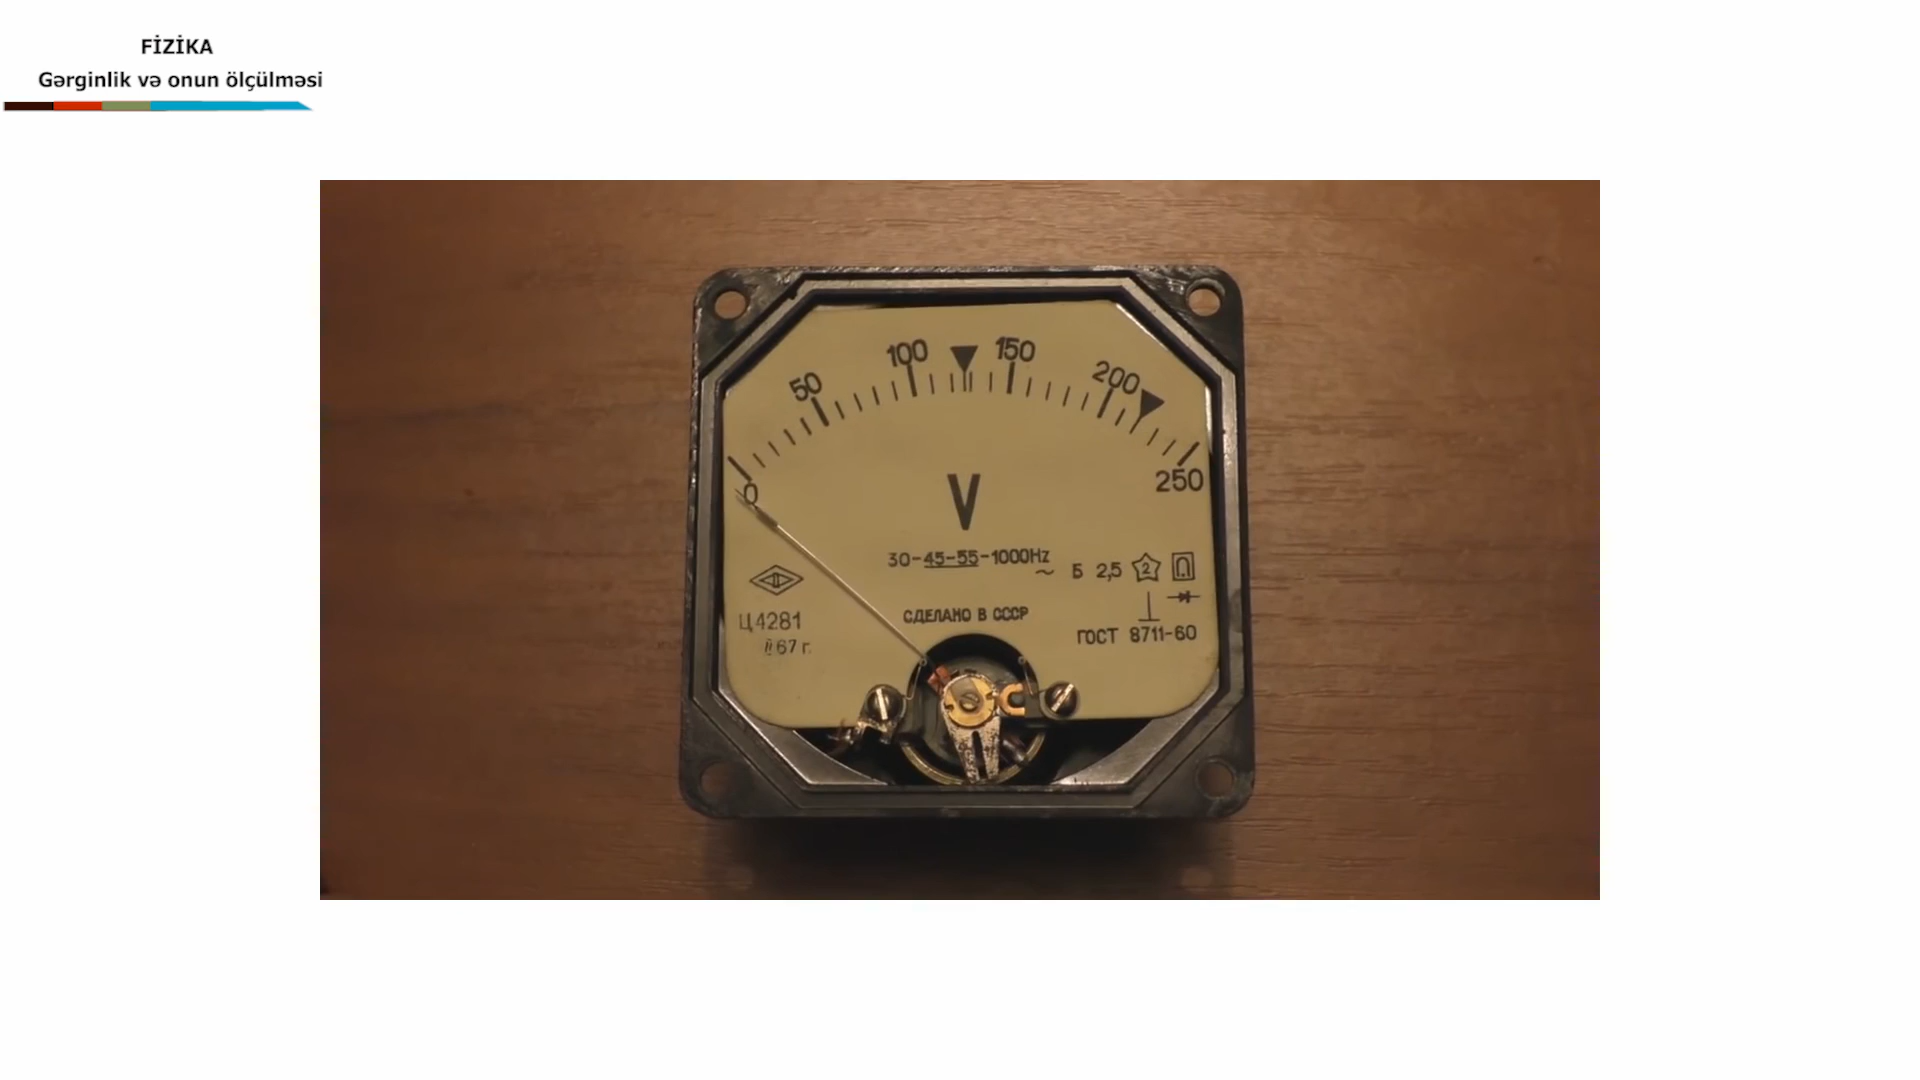 FİZİKA
Gərginlik və onun ölçülməsi
0 50 100 150 200 250
V
30-45-55-1000Hz
~ Б 2,5 2
Ц4281
СДЕЛАНО В СССР
ГОСТ 8711-60
II 67 г.